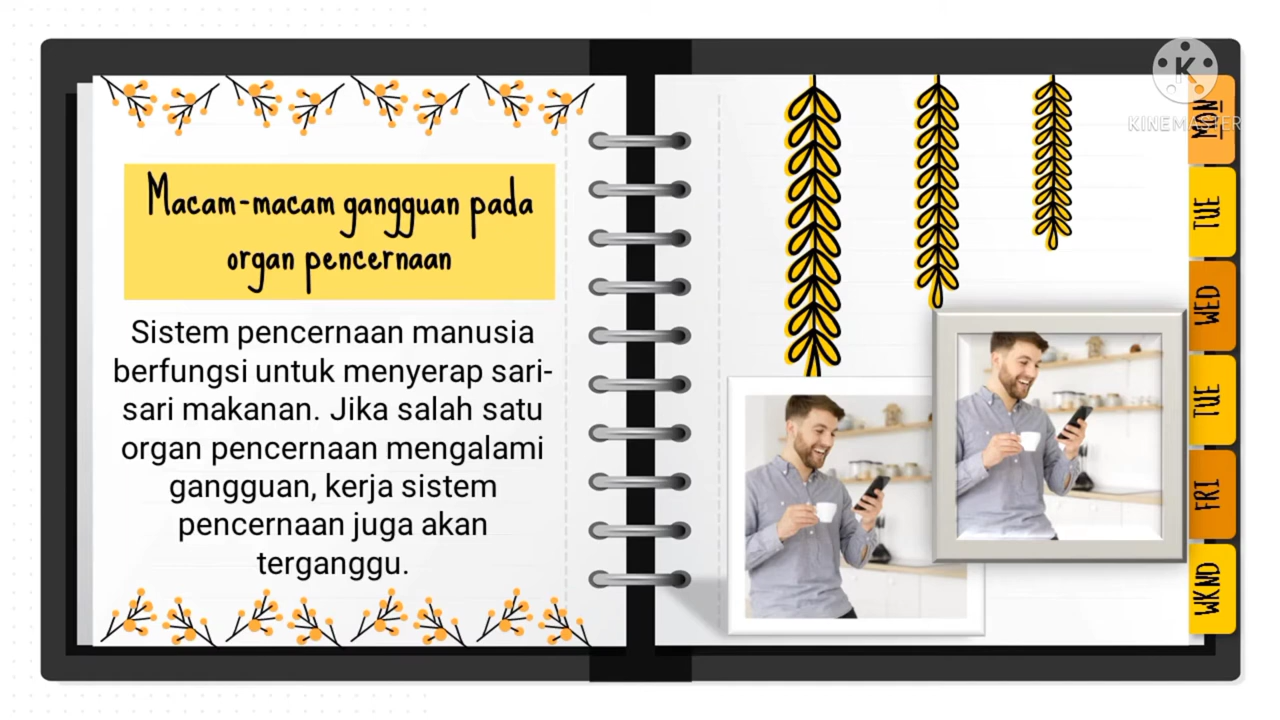 Macam-macam gangguan pada
organ pencernaan
Sistem pencernaan manusia
berfungsi untuk menyerap sari-
sari makanan. Jika salah satu
organ pencernaan mengalami
gangguan, kerja sistem
pencernaan juga akan
terganggu.
K
KINEMASTER
MON
TUE
WED
TUE
FRI
WKND